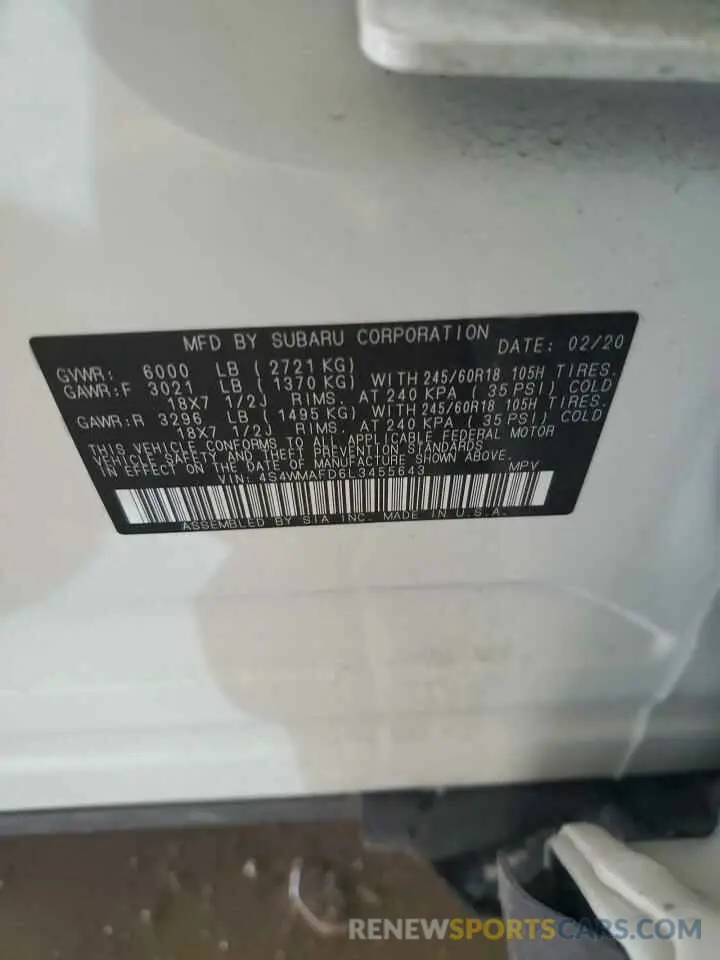 MFD BY SUBARU CORPORATION DATE: 02/20
GVWR: 6000 LB (2721 KG)
GAWR:F 3021 LB (1370 KG) WITH 245/60R18 105H TIRES.
18X7 1/2J RIMS. AT 240 KPA (35 PSI) COLD
GAWR:R 3296 LB (1495 KG) WITH 245/60R18 105H TIRES.
18X7 1/2J RIMS. AT 240 KPA (35 PSI) COLD.
THIS VEHICLE CONFORMS TO ALL APPLICABLE FEDERAL MOTOR
VEHICLE SAFETY AND THEFT PREVENTION STANDARDS
IN EFFECT ON THE DATE OF MANUFACTURE SHOWN ABOVE.
VIN: 4S4WMAFD6L3455643 MPV
ASSEMBLED BY SIA INC. MADE IN U.S.A.
RENEWSPORTSCARS.COM